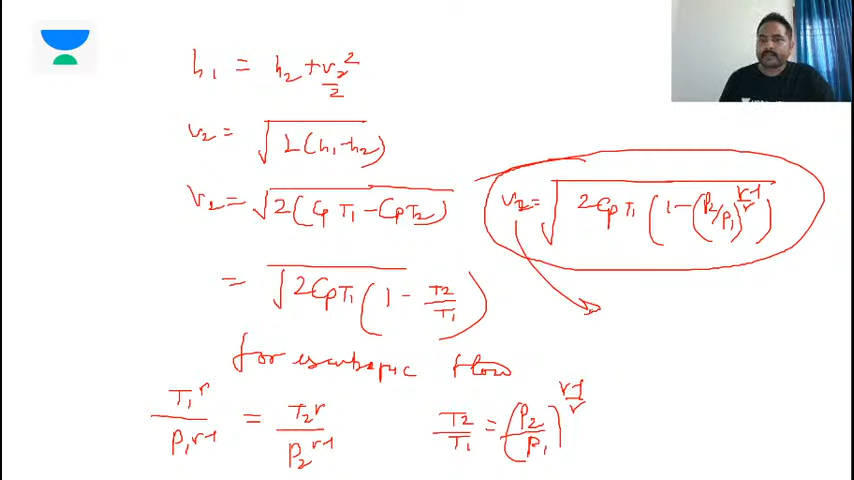 h₁ = h₂ + v₂²/2
v₂ = √(2(h₁-h₂))
v₂ = √(2(CpT₁-CpT₂))
v₂ = √(2CpT₁(1-(P₂/P₁)^(r-1/r)))
= √(2CpT₁(1 - T₂/T₁))
for isentropic flow
T₁^r/P₁^(r-1) = T₂^r/P₂^(r-1)
T₂/T₁ = (P₂/P₁)^(r-1/r)